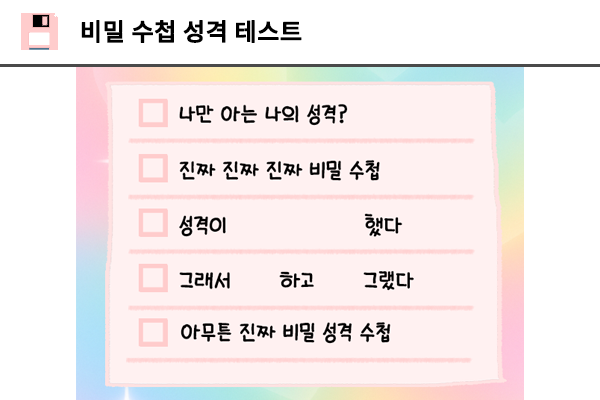 비밀 수첩 성격 테스트
나만 아는 나의 성격?
진짜 진짜 진짜 비밀 수첩
성격이 했다
그래서 하고 그랬다
아무튼 진짜 비밀 성격 수첩